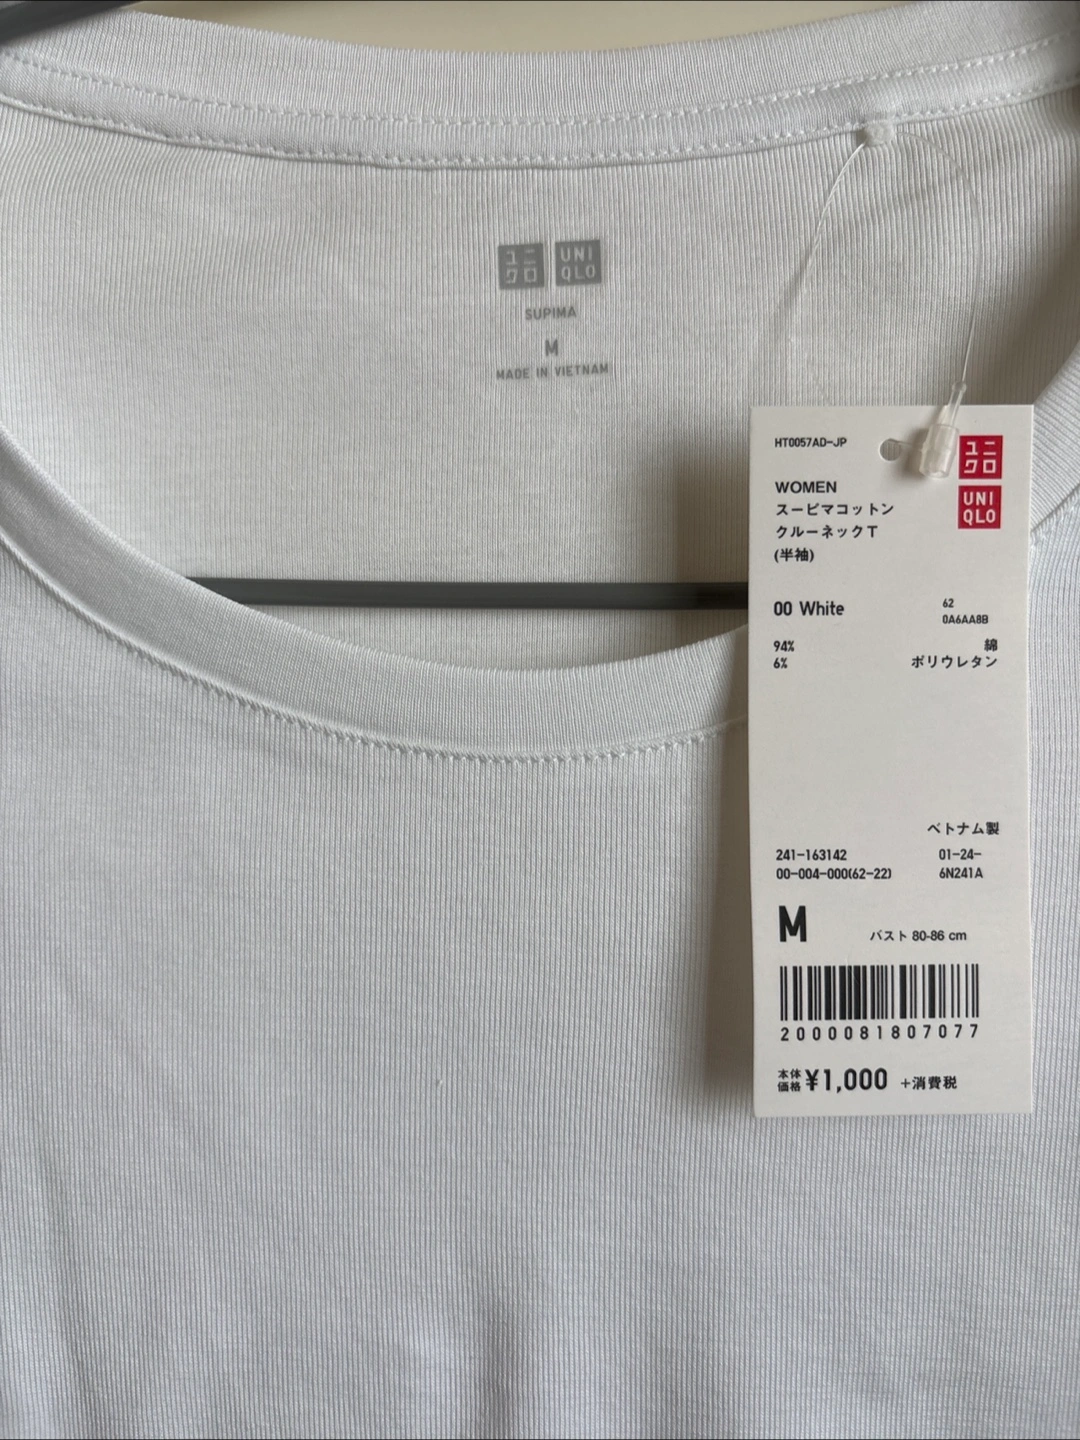 ユニ
クロ
UNI
QLO
SUPIMA
M
MADE IN VIETNAM
HT0057AD-JP
ユニ
クロ
UNI
QLO
WOMEN
スーピマコットン
クルーネックT
(半袖)
00 White
62
0A6AA8B
94% 綿
6% ポリウレタン
ベトナム製
241-163142 01-24-
00-004-000(62-22) 6N241A
M バスト 80-86 cm
2000081807077
本体価格 ¥1,000 +消費税